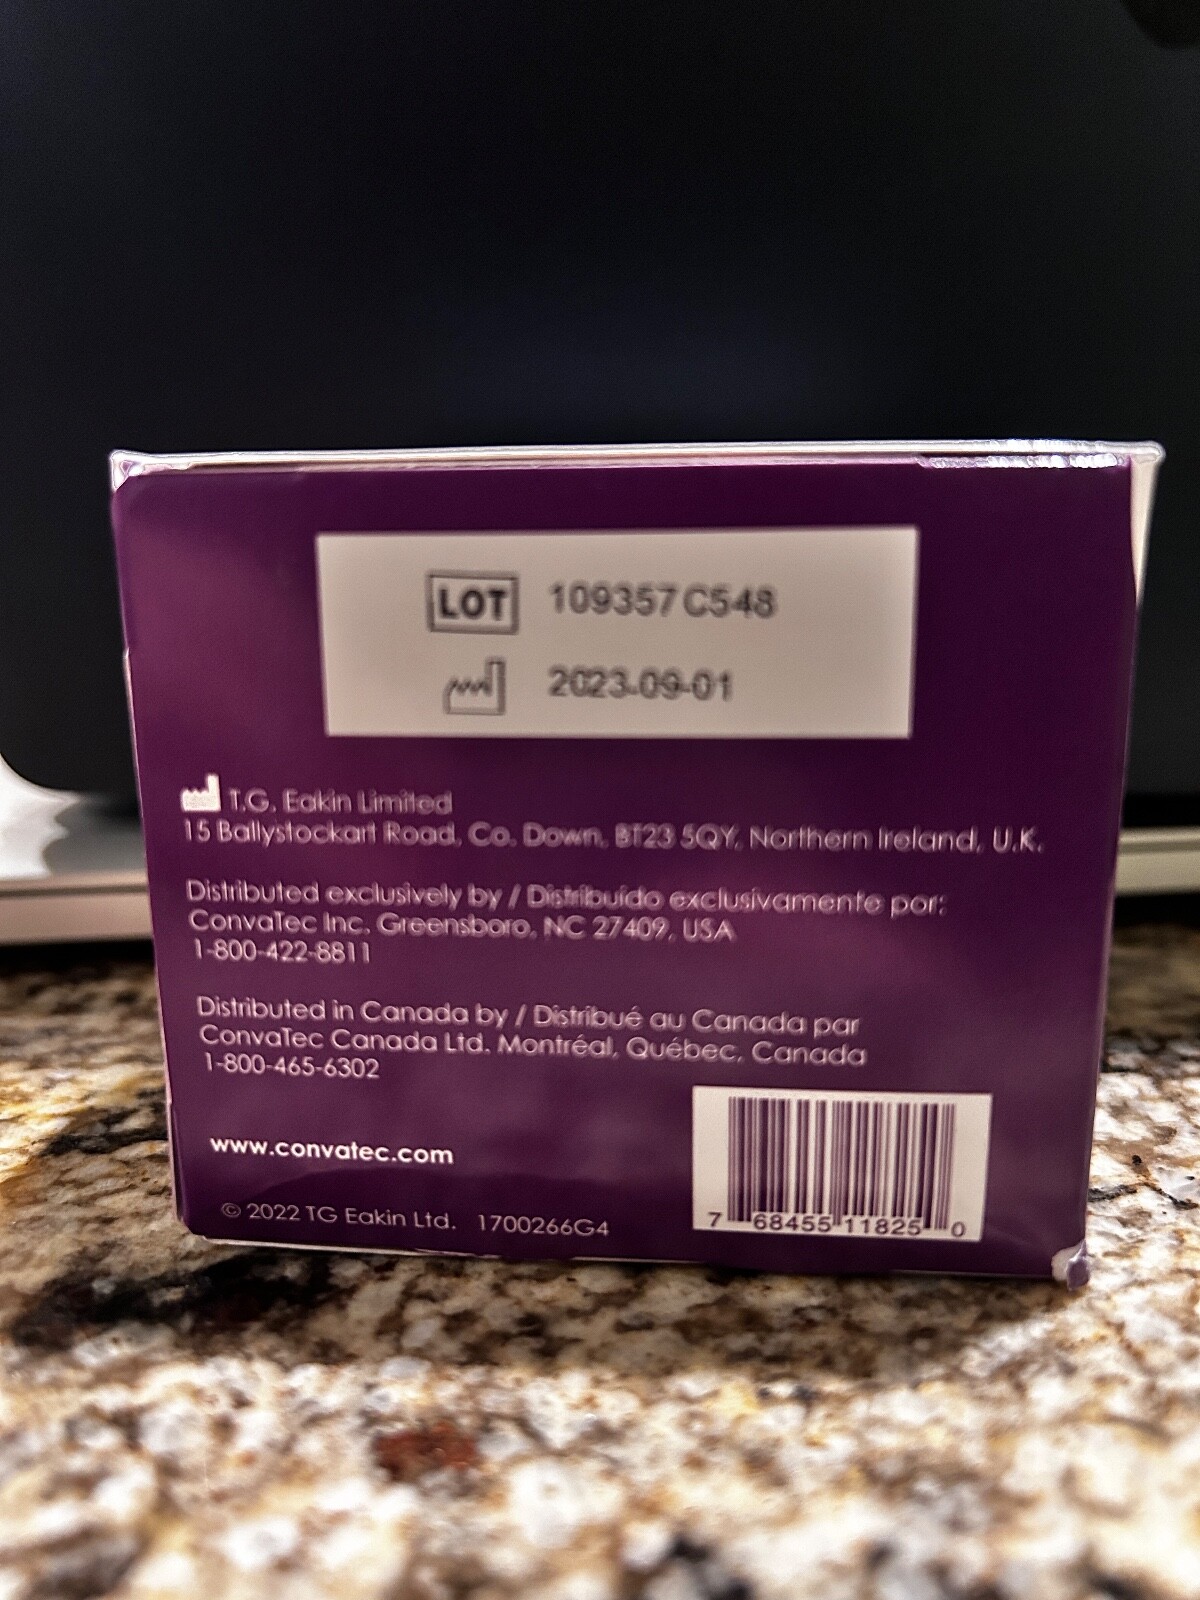 LOT 109357 C548
2023-09-01
T.G. Eakin Limited
15 Ballystockart Road, Co. Down, BT23 5QY, Northern Ireland, U.K.
Distributed exclusively by / Distribuido exclusivamente por:
ConvaTec Inc. Greensboro, NC 27409, USA
1-800-422-8811
Distributed in Canada by / Distribué au Canada par
ConvaTec Canada Ltd. Montréal, Québec, Canada
1-800-465-6302
www.convatec.com
© 2022 TG Eakin Ltd. 1700266G4
7 68455 11825 0